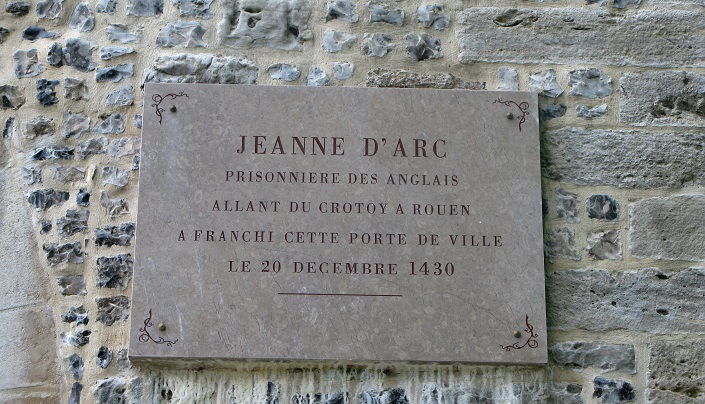 JEANNE D'ARC
PRISONNIERE DES ANGLAIS
ALLANT DU CROTOY A ROUEN
A FRANCHI CETTE PORTE DE VILLE
LE 20 DECEMBRE 1430